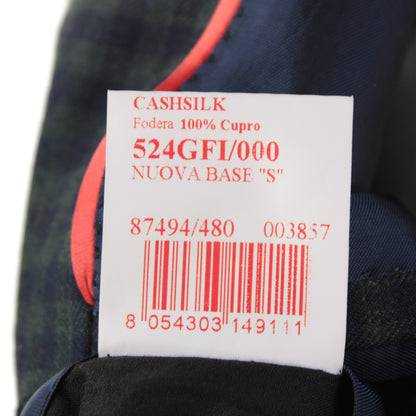 CASHSILK
Fodera 100% Cupro
524GFI/000
NUOVA BASE "S"
87494/480 003857
8 054303 149111